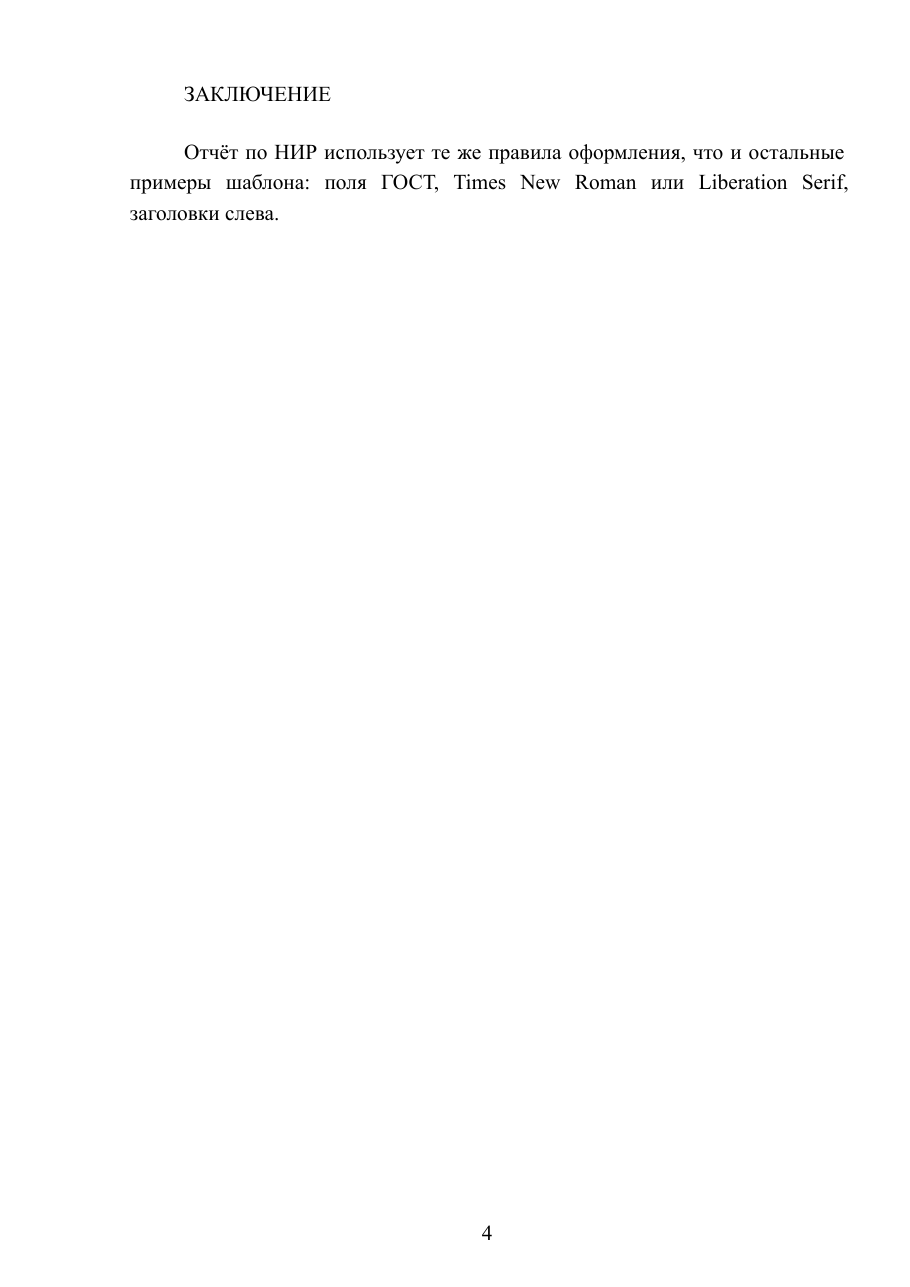 ЗАКЛЮЧЕНИЕ
Отчёт по НИР использует те же правила оформления, что и остальные
примеры шаблона: поля ГОСТ, Times New Roman или Liberation Serif,
заголовки слева.
4